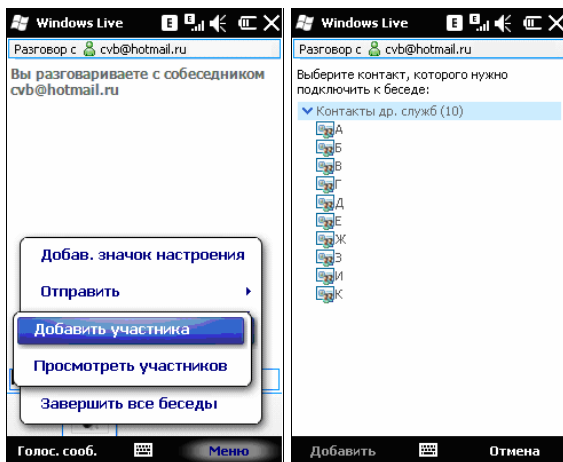 Windows Live
E
E
Разговор с cvb@hotmail.ru
Вы разговариваете с собеседником
cvb@hotmail.ru
Добав. значок настроения
Отправить
Добавить участника
Просмотреть участников
Завершить все беседы
Голос. сооб.
Меню
Windows Live
E
E
Разговор с cvb@hotmail.ru
Выберите контакт, которого нужно
подключить к беседе:
Контакты др. служб (10)
А
Б
В
Г
Д
Е
Ж
З
И
К
Добавить
Отмена